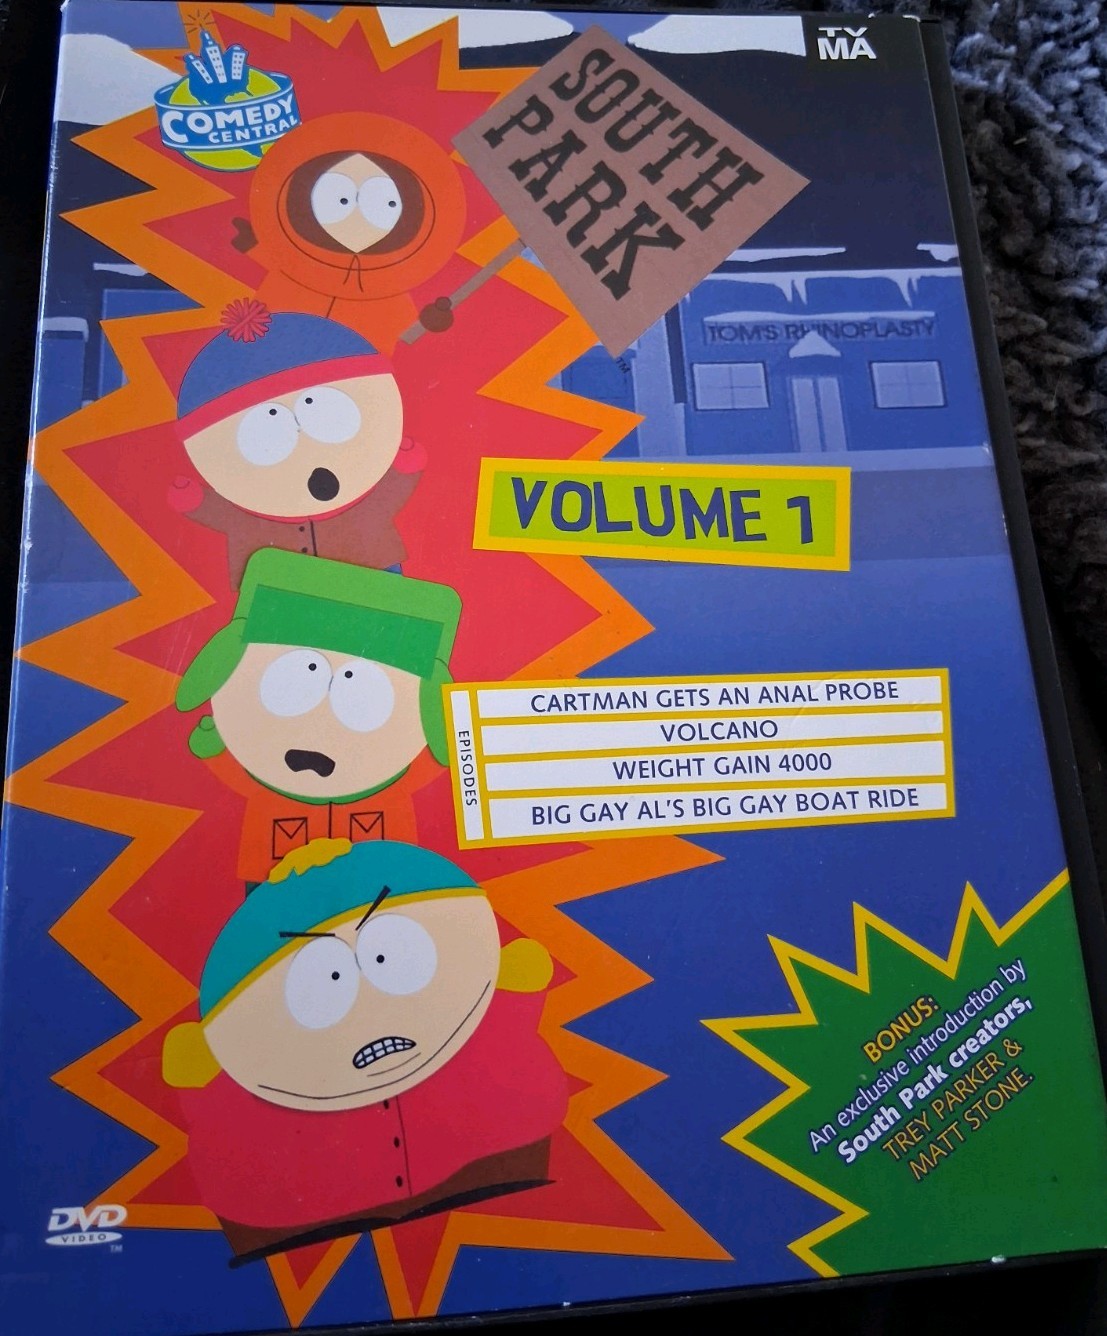 TV
MA
COMEDY
CENTRAL
SOUTH
PARK
TM
TOM'S RHINOPLASTY
VOLUME 1
EPISODES
CARTMAN GETS AN ANAL PROBE
VOLCANO
WEIGHT GAIN 4000
BIG GAY AL'S BIG GAY BOAT RIDE
BONUS:
An exclusive introduction by
South Park creators,
TREY PARKER &
MATT STONE.
DVD
VIDEO
TM